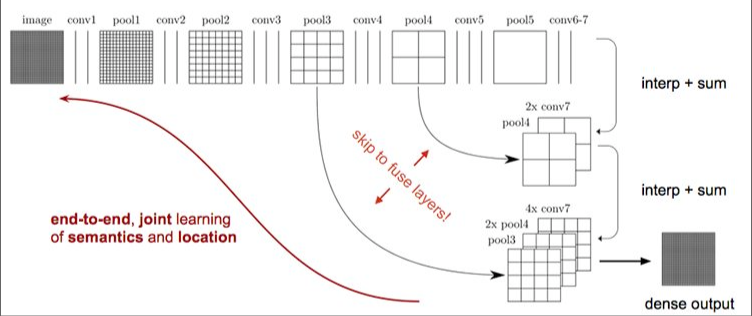 image conv1 pool1 conv2 pool2 conv3 pool3 conv4 pool4 conv5 pool5 conv6-7
interp + sum
2x conv7
pool4
skip to fuse layers!
interp + sum
4x conv7
2x pool4
pool3
end-to-end, joint learning
of semantics and location
dense output